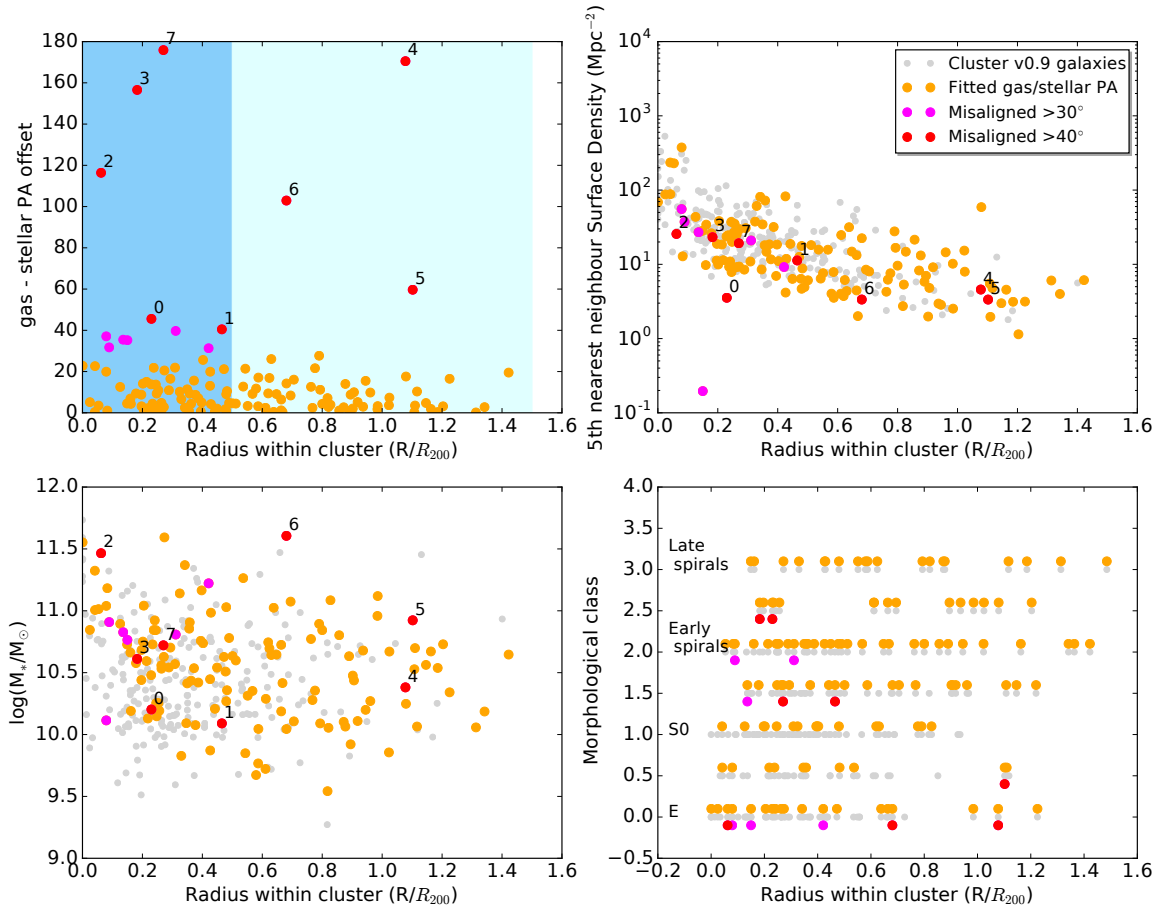 180
160
140
120
100
80
60
40
20
0
gas - stellar PA offset
7
3
2
4
6
5
0
1
0.0 0.2 0.4 0.6 0.8 1.0 1.2 1.4 1.6
Radius within cluster (R/R₂₀₀)
10⁴
10³
10²
10¹
10⁰
10⁻¹
5th nearest neighbour Surface Density (Mpc⁻²)
Cluster v0.9 galaxies
Fitted gas/stellar PA
Misaligned >30°
Misaligned >40°
2
3
7
1
0
6
4
5
0.0 0.2 0.4 0.6 0.8 1.0 1.2 1.4 1.6
Radius within cluster (R/R₂₀₀)
12.0
11.5
11.0
10.5
10.0
9.5
9.0
log(M*/M☉)
2
6
5
3
7
4
0
1
0.0 0.2 0.4 0.6 0.8 1.0 1.2 1.4 1.6
Radius within cluster (R/R₂₀₀)
4.0
3.5
3.0
2.5
2.0
1.5
1.0
0.5
0.0
−0.5
Morphological class
Late
spirals
Early
spirals
S0
E
−0.2 0.0 0.2 0.4 0.6 0.8 1.0 1.2 1.4 1.6
Radius within cluster (R/R₂₀₀)